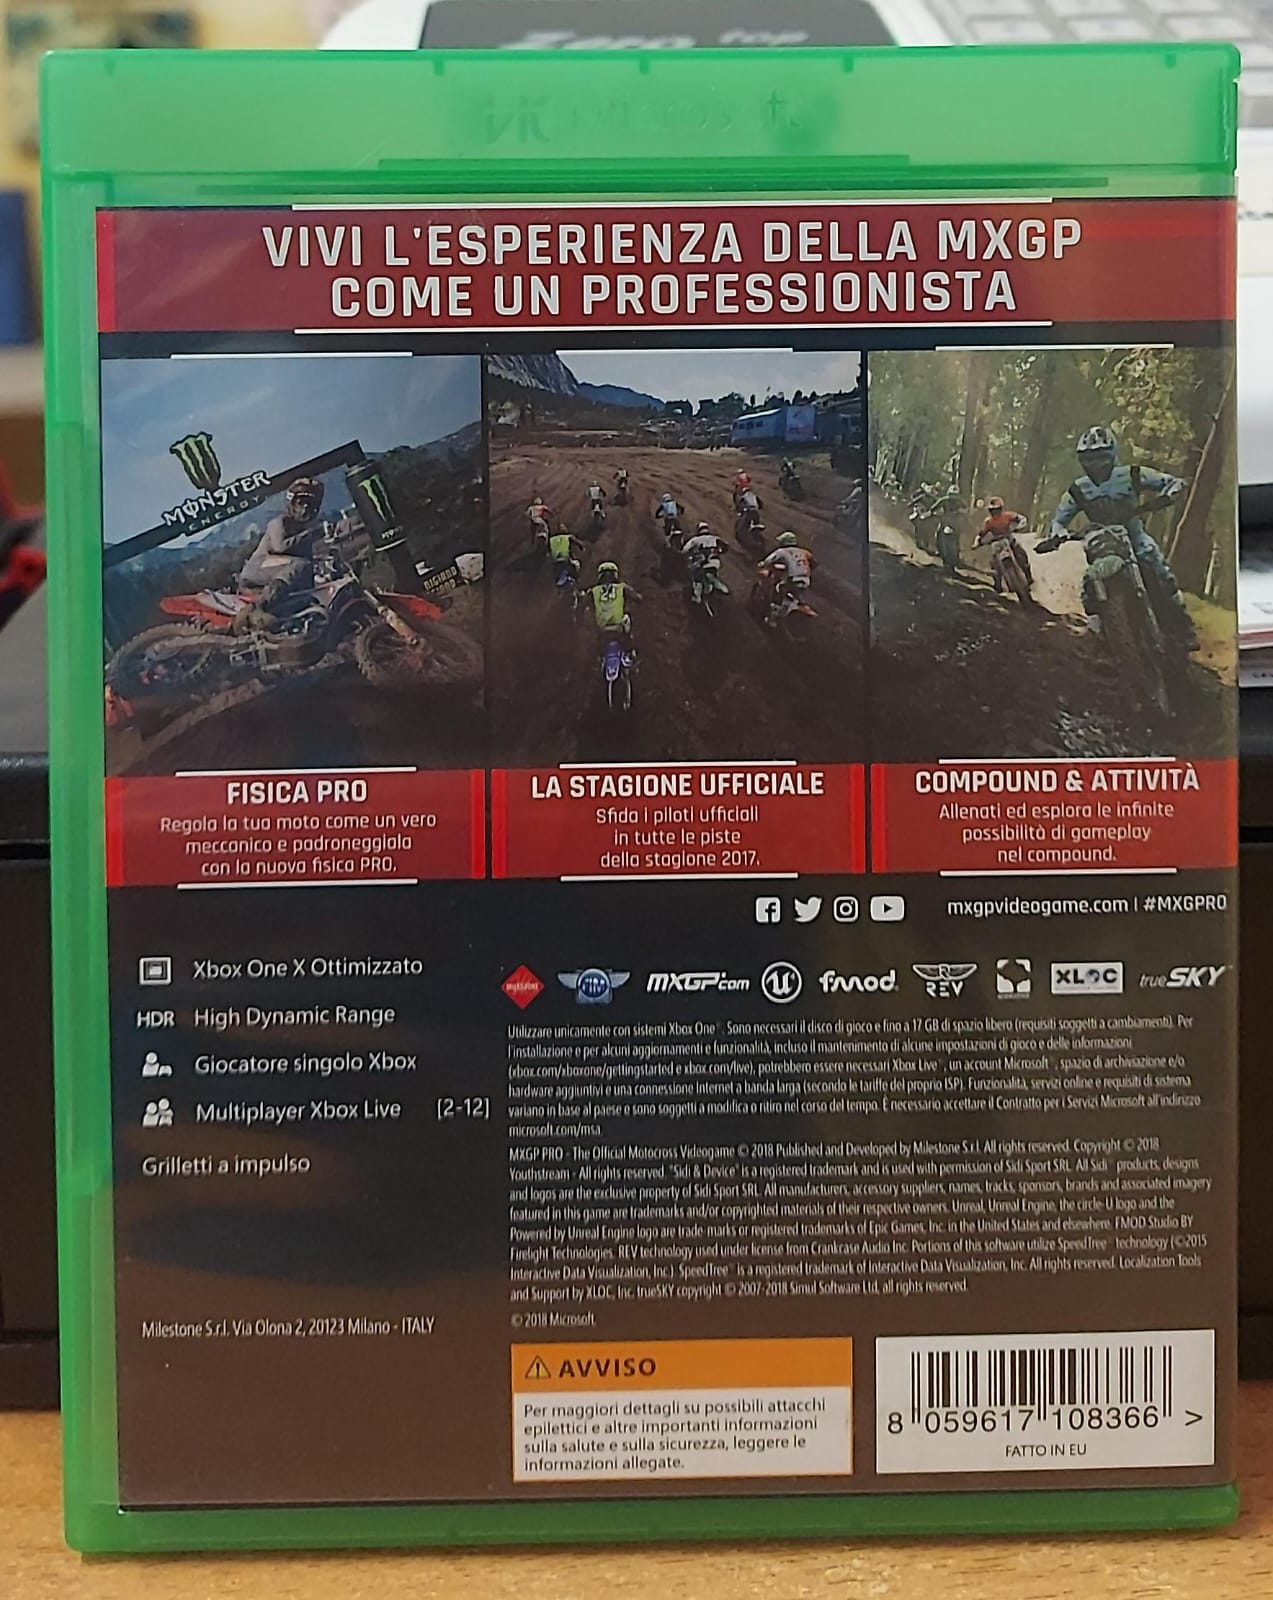 Zero top
VIVI L'ESPERIENZA DELLA MXGP
COME UN PROFESSIONISTA
MONSTER
ENERGY
FISICA PRO
Regola la tua moto come un vero
meccanico e padroneggiala
con la nuova fisica PRO.
LA STAGIONE UFFICIALE
Sfida i piloti ufficiali
in tutte le piste
della stagione 2017.
COMPOUND & ATTIVITÀ
Allenati ed esplora le infinite
possibilità di gameplay
nel compound.
mxgpvideogame.com | #MXGPRO
Xbox One X Ottimizzato
HDR High Dynamic Range
Giocatore singolo Xbox
Multiplayer Xbox Live [2-12]
Grilletti a impulso
milestone MXGP.com fmod. REV XLOC trueSKY
Utilizzare unicamente con sistemi Xbox One™. Sono necessari il disco di gioco e fino a 17 GB di spazio libero (requisiti soggetti a cambiamenti). Per
l'installazione e per alcuni aggiornamenti e funzionalità, incluso il mantenimento di alcune impostazioni di gioco e delle informazioni
(xbox.com/xboxone/gettingstarted e xbox.com/live), potrebbero essere necessari Xbox Live™, un account Microsoft™, spazio di archiviazione e/o
hardware aggiuntivi e una connessione Internet a banda larga (secondo le tariffe del proprio ISP). Funzionalità, servizi online e requisiti di sistema
variano in base al paese o sono soggetti a modifica o ritiro nel corso del tempo. È necessario accettare il Contratto per i Servizi Microsoft all'indirizzo
microsoft.com/msa.
MXGP PRO - The Official Motocross Videogame © 2018 Published and Developed by Milestone S.r.l. All rights reserved. Copyright © 2018
Youthstream - All rights reserved. "Sidi & Device" is a registered trademark and is used with permission of Sidi Sport SRL. All Sidi™ products, designs
and logos are the exclusive property of Sidi Sport SRL. All manufacturers, accessory suppliers, names, tracks, sponsors, brands and associated imagery
featured in this game are trademarks and/or copyrighted materials of their respective owners. Unreal, Unreal Engine, the circle-U logo and the
Powered by Unreal Engine logo are trade marks or registered trademarks of Epic Games, Inc. in the United States and elsewhere. FMOD Studio BY
Firelight Technologies. REV technology used under license from Crankcase Audio Inc. Portions of this software utilize SpeedTree™ technology (©2015
Interactive Data Visualization, Inc.). SpeedTree™ is a registered trademark of Interactive Data Visualization, Inc. All rights reserved. Localization Tools
and Support by XLOC, Inc. trueSKY copyright © 2007-2018 Simul Software Ltd, all rights reserved.
© 2018 Microsoft.
Milestone S.r.l. Via Olona 2, 20123 Milano - ITALY
AVVISO
Per maggiori dettagli su possibili attacchi
epilettici e altre importanti informazioni
sulla salute e sulla sicurezza, leggere le
informazioni allegate.
8 059617 108366 >
FATTO IN EU